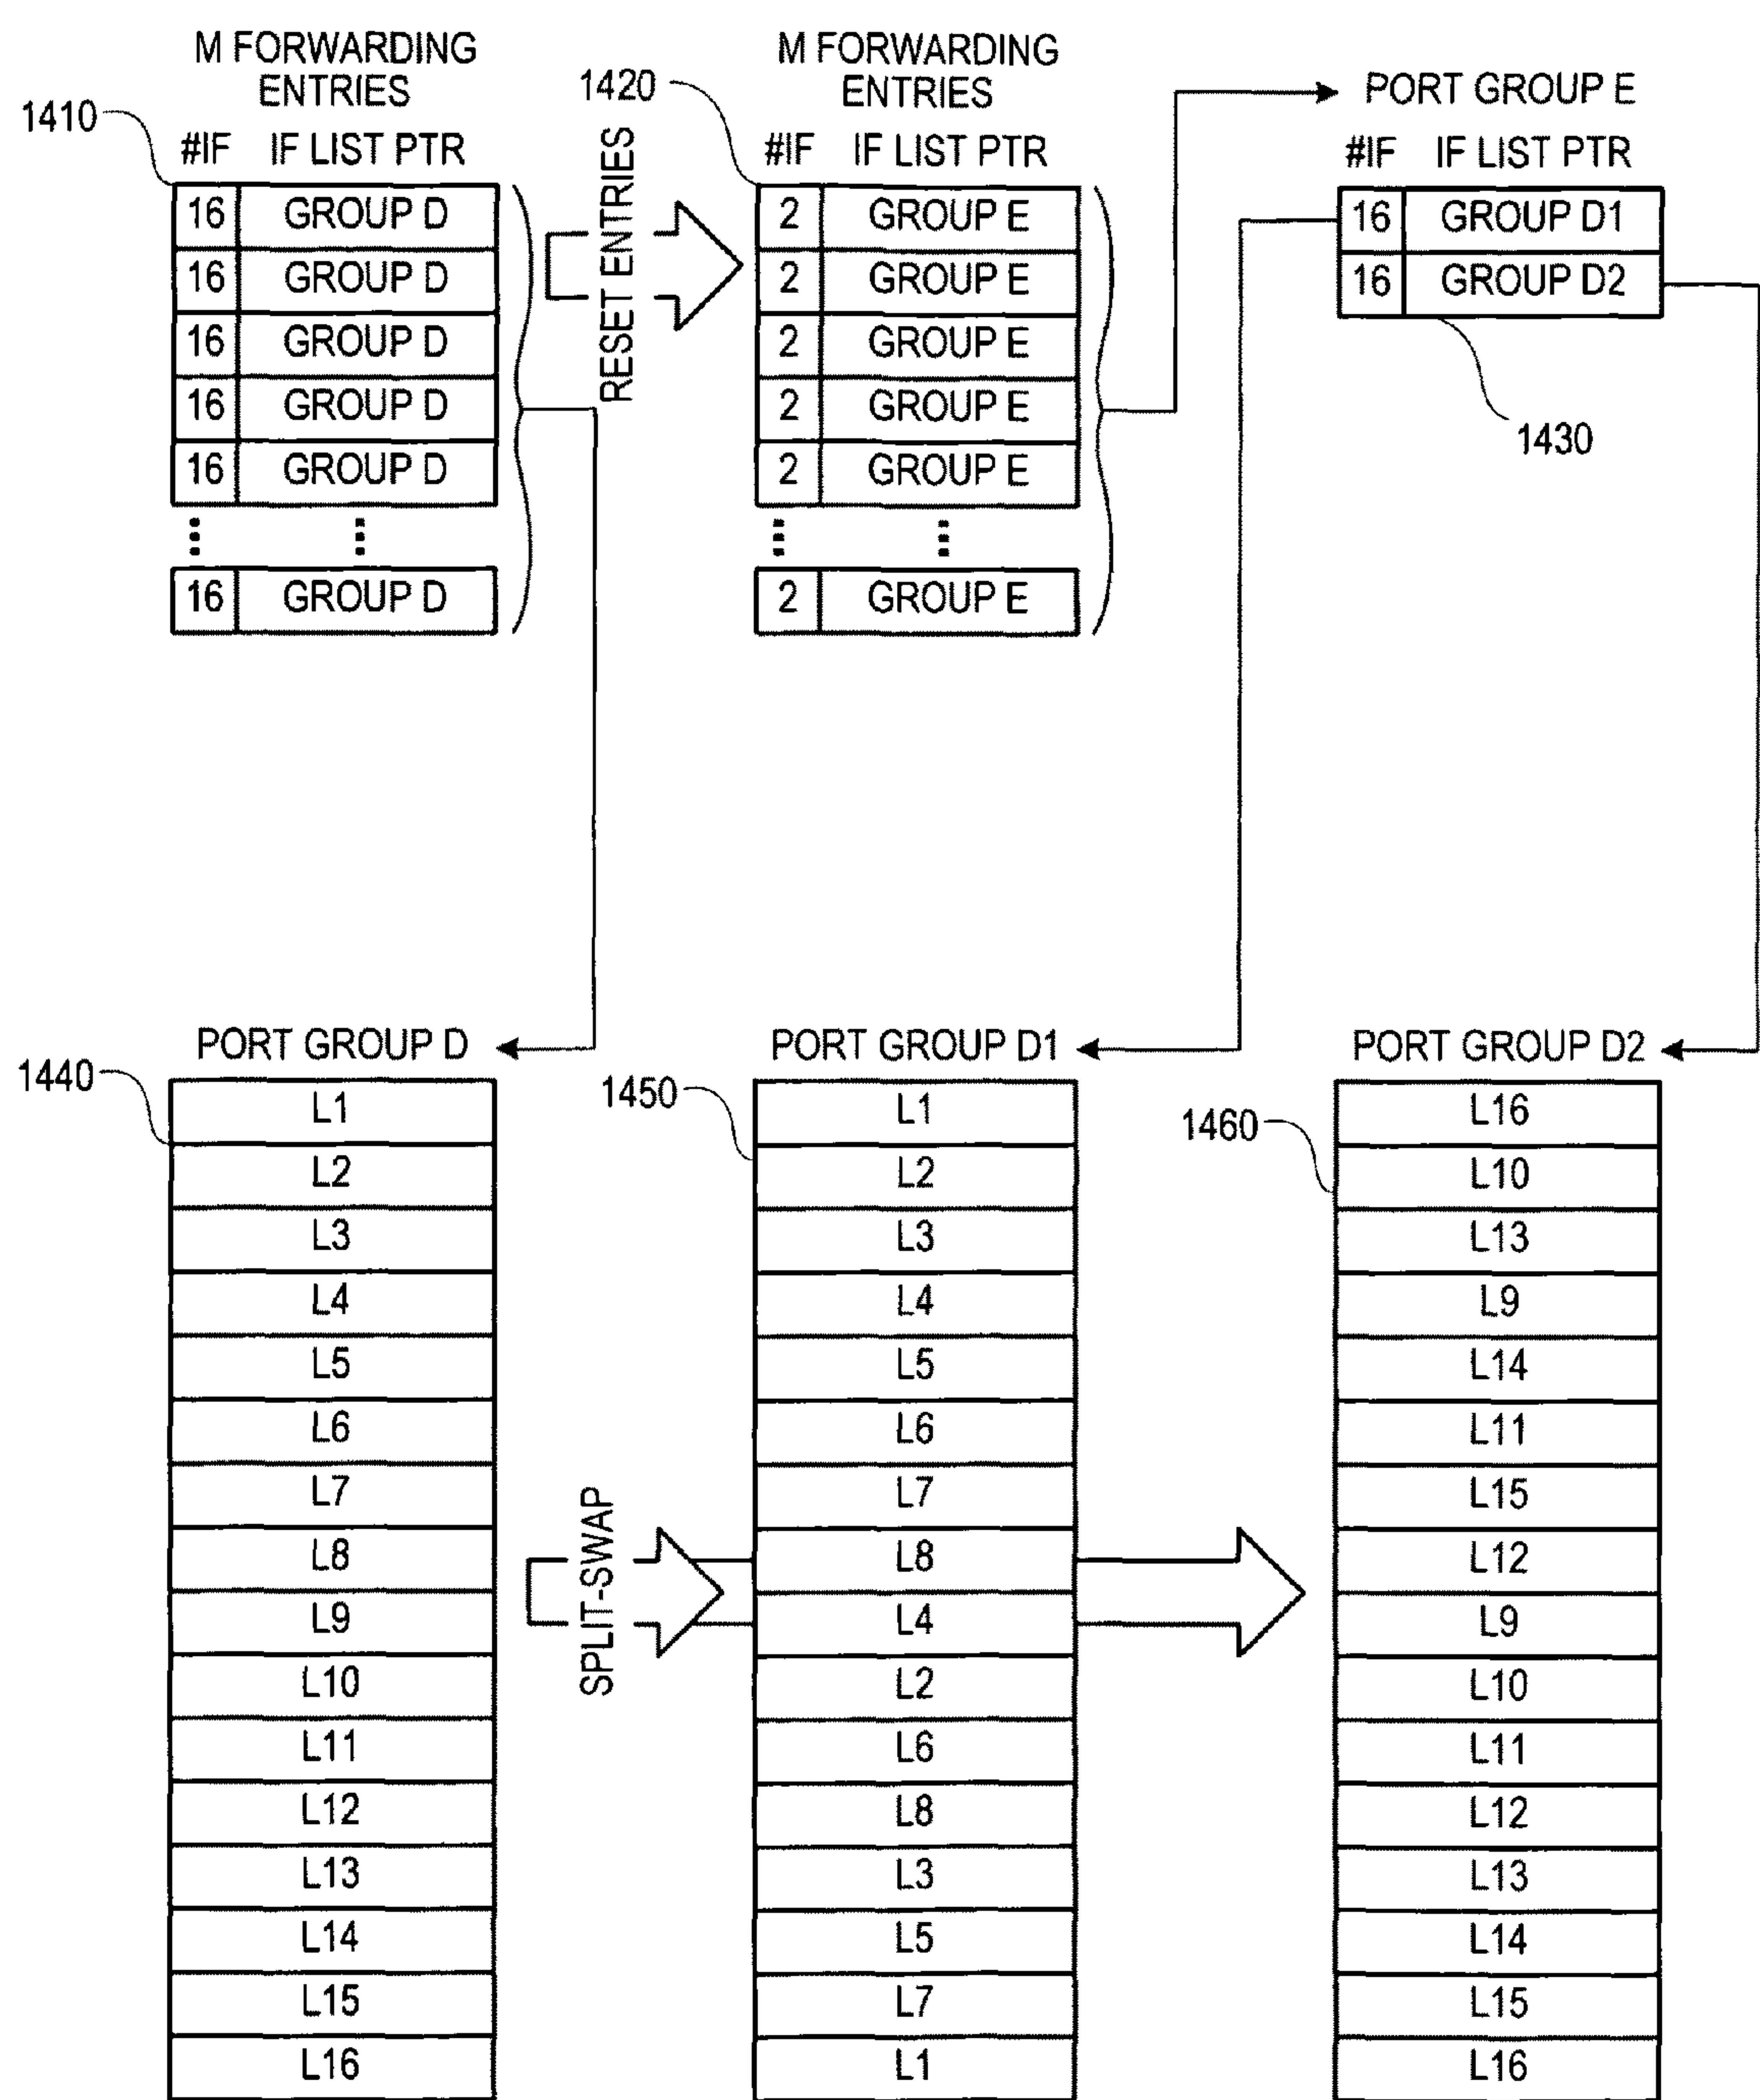 M FORWARDING
ENTRIES
1410
#IF IF LIST PTR
16 GROUP D
16 GROUP D
16 GROUP D
16 GROUP D
16 GROUP D
16 GROUP D
RESET ENTRIES
M FORWARDING
ENTRIES
1420
#IF IF LIST PTR
2 GROUP E
2 GROUP E
2 GROUP E
2 GROUP E
2 GROUP E
2 GROUP E
PORT GROUP E
#IF IF LIST PTR
16 GROUP D1
16 GROUP D2
1430
PORT GROUP D
1440
L1
L2
L3
L4
L5
L6
L7
L8
L9
L10
L11
L12
L13
L14
L15
L16
SPLIT-SWAP
PORT GROUP D1
1450
L1
L2
L3
L4
L5
L6
L7
L8
L4
L2
L6
L8
L3
L5
L7
L1
PORT GROUP D2
1460
L16
L10
L13
L9
L14
L11
L15
L12
L9
L10
L11
L12
L13
L14
L15
L16